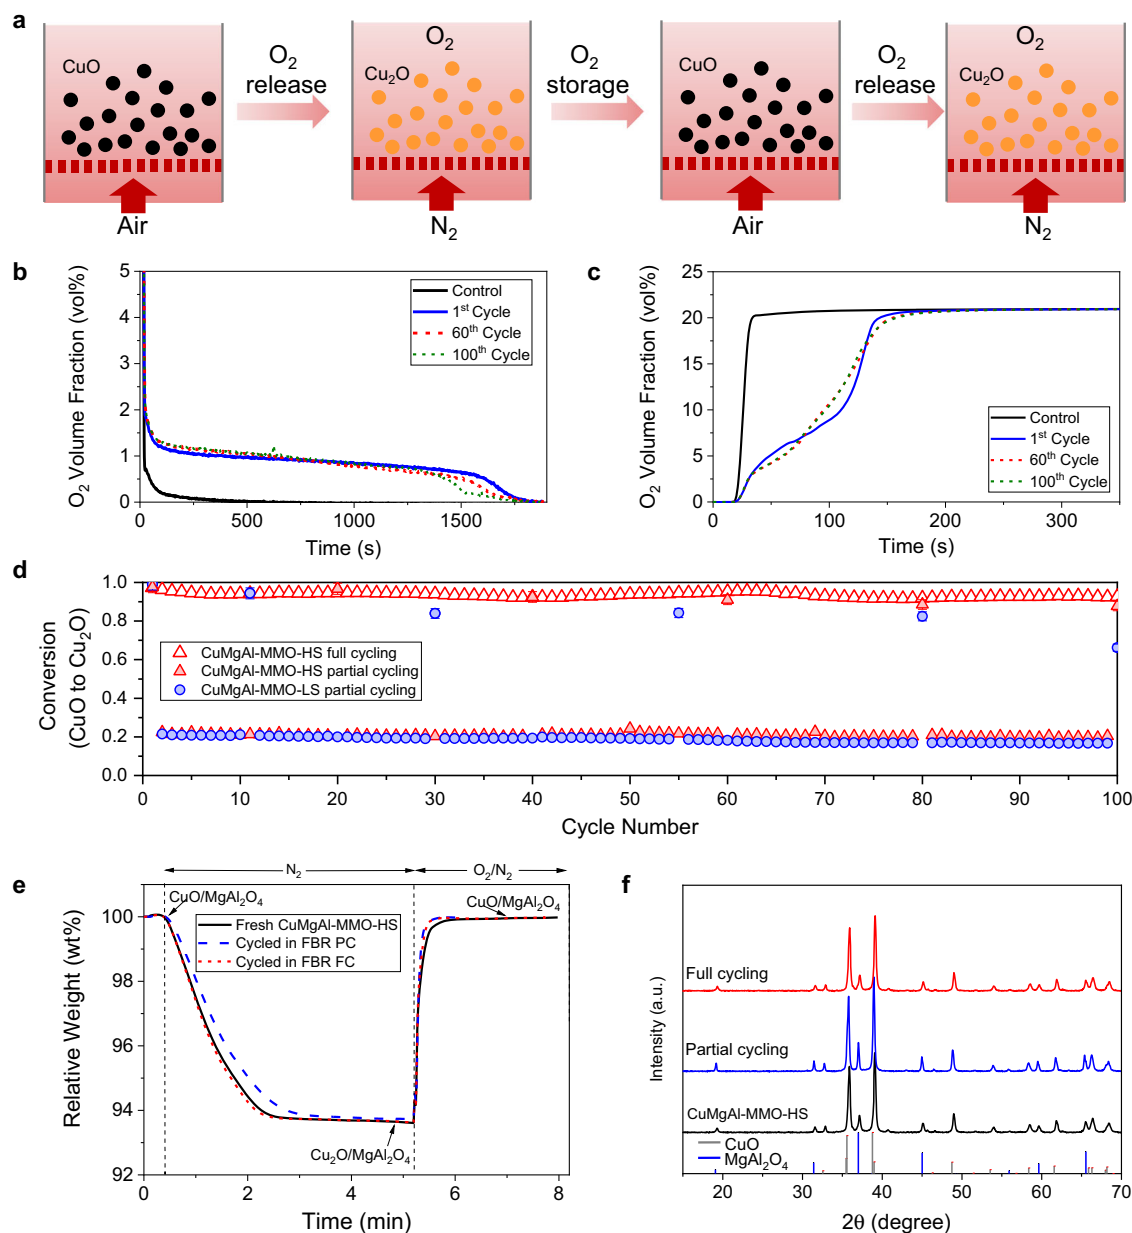 a
CuO
O2
release
O2
Cu2O
O2
storage
CuO
O2
release
O2
Cu2O
Air
N2
Air
N2
b
O2 Volume Fraction (vol%)
5
4
3
2
1
0
0
500
1000
1500
Time (s)
Control
1st Cycle
60th Cycle
100th Cycle
c
O2 Volume Fraction (vol%)
25
20
15
10
5
0
0
100
200
300
Time (s)
Control
1st Cycle
60th Cycle
100th Cycle
d
Conversion
(CuO to Cu2O)
1.0
0.8
0.6
0.4
0.2
0.0
CuMgAl-MMO-HS full cycling
CuMgAl-MMO-HS partial cycling
CuMgAl-MMO-LS partial cycling
0
10
20
30
40
50
60
70
80
90
100
Cycle Number
e
N2
O2/N2
Relative Weight (wt%)
100
98
96
94
92
CuO/MgAl2O4
CuO/MgAl2O4
Fresh CuMgAl-MMO-HS
Cycled in FBR PC
Cycled in FBR FC
Cu2O/MgAl2O4
0
2
4
6
8
Time (min)
f
Intensity (a.u.)
Full cycling
Partial cycling
CuMgAl-MMO-HS
CuO
MgAl2O4
20
30
40
50
60
70
2θ (degree)